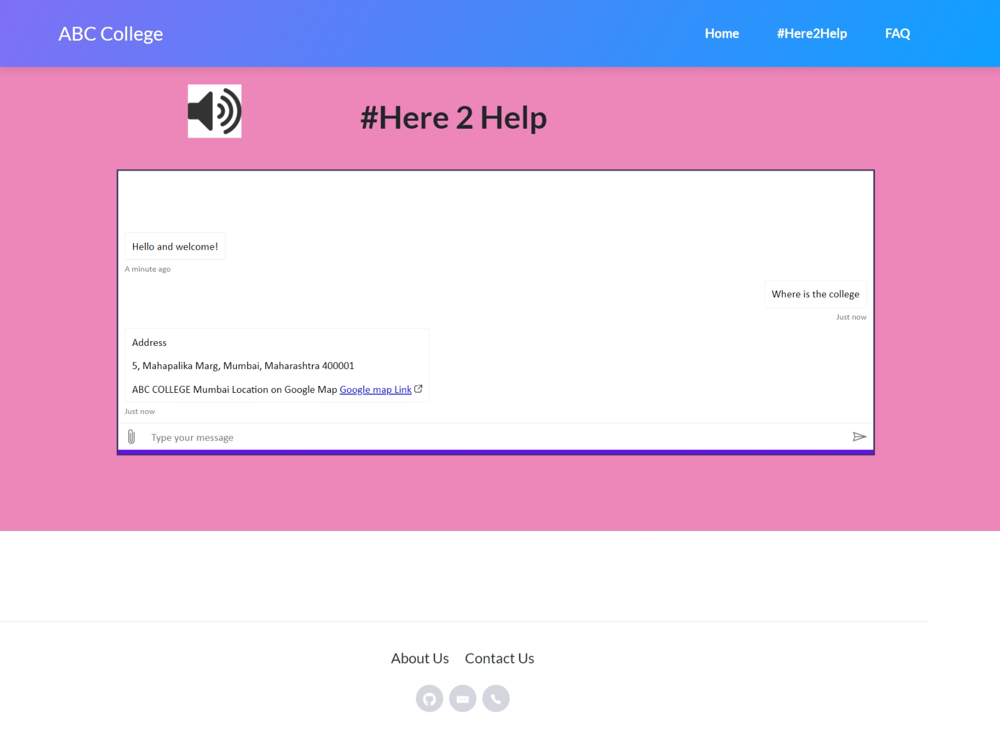 ABC College
Home #Here2Help FAQ
#Here 2 Help
Hello and welcome!
A minute ago
Where is the college
Just now
Address
5, Mahapalika Marg, Mumbai, Maharashtra 400001
ABC COLLEGE Mumbai Location on Google Map Google map Link
Just now
Type your message
About Us Contact Us